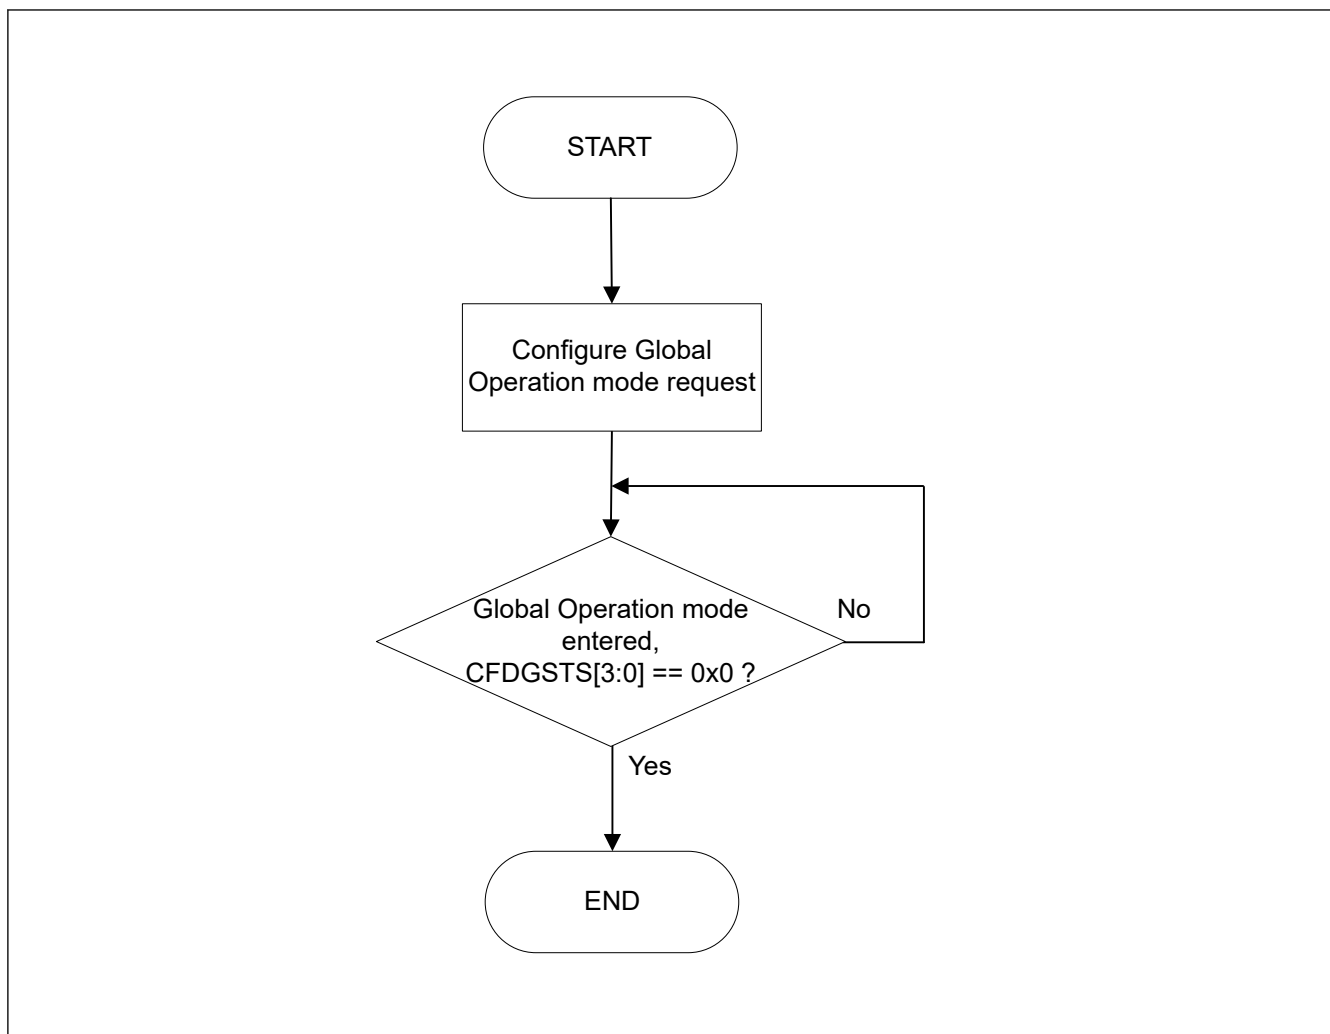 START
Configure Global
Operation mode request
Global Operation mode
entered,
CFDGSTS[3:0] == 0x0 ?
No
Yes
END